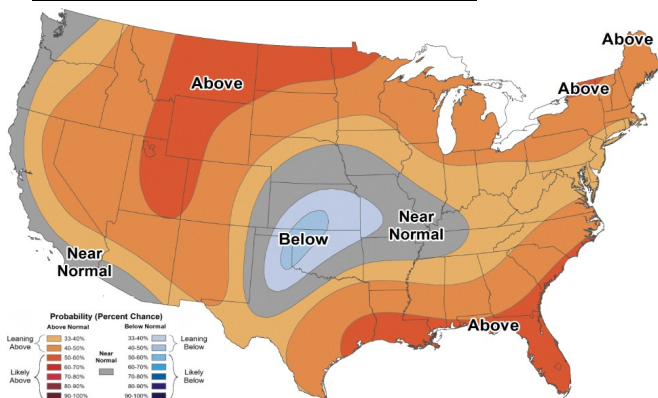 Above
Above
Above
Below
Near
Normal
Near
Normal
Above
Probability (Percent Chance)
Above Normal
Below Normal
Leaning
Above
33-40%
40-50%
50-60%
60-70%
70-80%
80-90%
90-100%
Likely
Above
Near
Normal
33-40%
40-50%
50-60%
60-70%
70-80%
80-90%
90-100%
Leaning
Below
Likely
Below